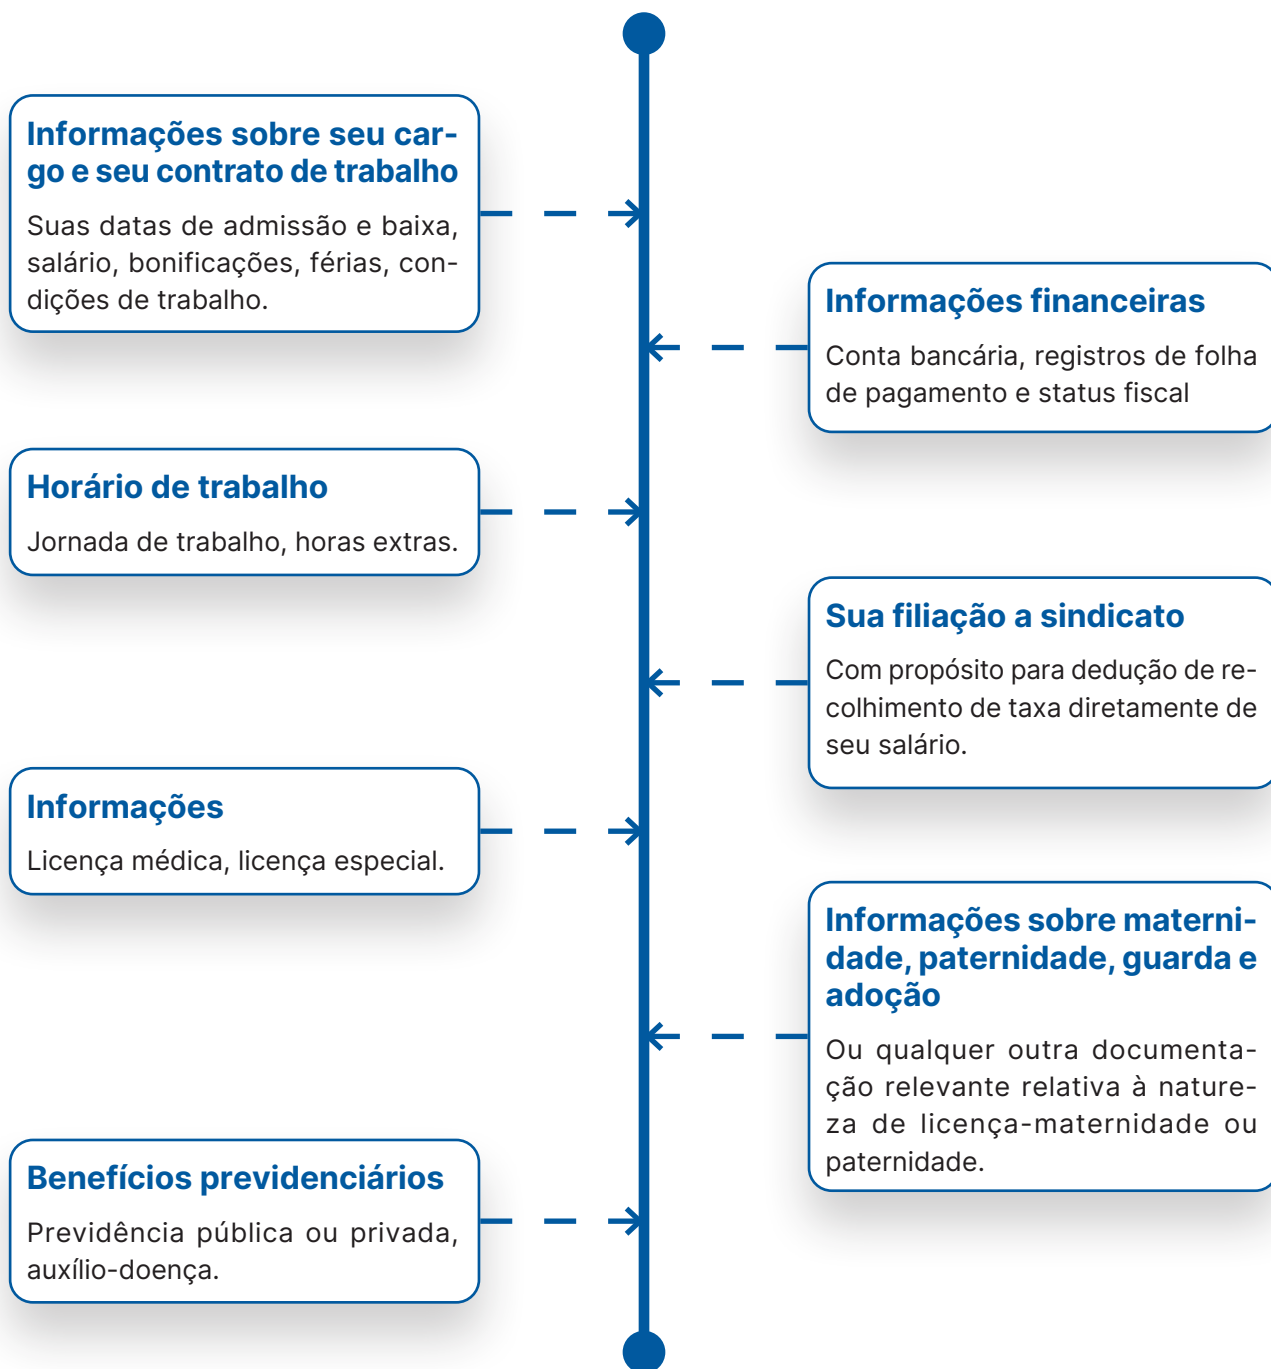 Informações sobre seu car-
go e seu contrato de trabalho
Suas datas de admissão e baixa,
salário, bonificações, férias, con-
dições de trabalho.
Informações financeiras
Conta bancária, registros de folha
de pagamento e status fiscal
Horário de trabalho
Jornada de trabalho, horas extras.
Sua filiação a sindicato
Com propósito para dedução de re-
colhimento de taxa diretamente de
seu salário.
Informações
Licença médica, licença especial.
Informações sobre materni-
dade, paternidade, guarda e
adoção
Ou qualquer outra documenta-
ção relevante relativa à nature-
za de licença-maternidade ou
paternidade.
Benefícios previdenciários
Previdência pública ou privada,
auxílio-doença.